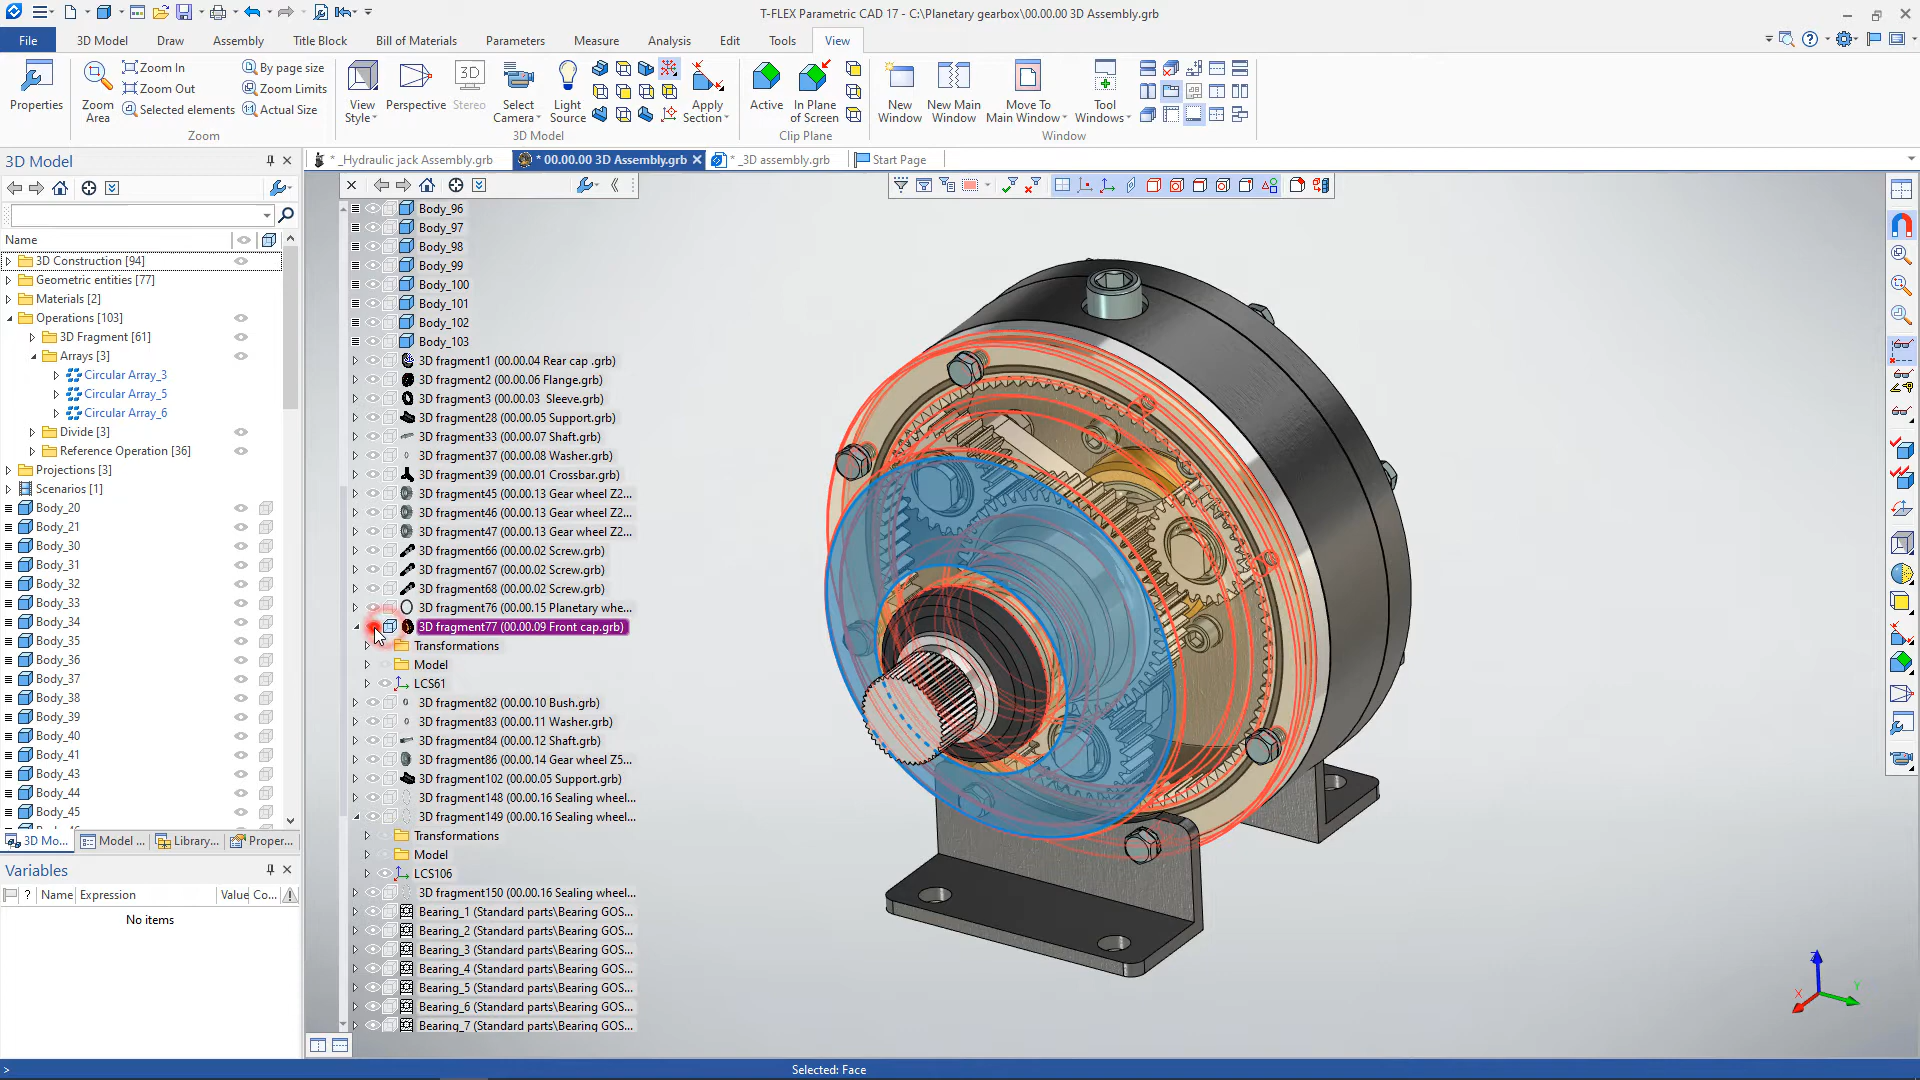 T-FLEX Parametric CAD 17 - C:\Planetary gearbox\00.00.00 3D Assembly.grb
File 3D Model Draw Assembly Title Block Bill of Materials Parameters Measure Analysis Edit Tools View
Properties
Zoom Area
Zoom In
Zoom Out
Selected elements
By page size
Zoom Limits
Actual Size
Zoom
View Style
Perspective
3D
Stereo
Select Camera
Light Source
Apply Section
3D Model
Active
In Plane of Screen
Clip Plane
New Window
New Main Window
Move To Main Window
Tool Windows
Window
3D Model
* _Hydraulic jack Assembly.grb
* 00.00.00 3D Assembly.grb
* _3D assembly.grb
Start Page
Name
3D Construction [94]
Geometric entities [77]
Materials [2]
Operations [103]
3D Fragment [61]
Arrays [3]
Circular Array_3
Circular Array_5
Circular Array_6
Divide [3]
Reference Operation [36]
Projections [3]
Scenarios [1]
Body_20
Body_21
Body_30
Body_31
Body_32
Body_33
Body_34
Body_35
Body_36
Body_37
Body_38
Body_39
Body_40
Body_41
Body_43
Body_44
Body_45
3D Mo...
Model ...
Library...
Proper...
Variables
? Name Expression Value Co...
No items
Body_96
Body_97
Body_98
Body_99
Body_100
Body_101
Body_102
Body_103
3D fragment1 (00.00.04 Rear cap .grb)
3D fragment2 (00.00.06 Flange.grb)
3D fragment3 (00.00.03  Sleeve.grb)
3D fragment28 (00.00.05 Support.grb)
3D fragment33 (00.00.07 Shaft.grb)
3D fragment37 (00.00.08 Washer.grb)
3D fragment39 (00.00.01 Crossbar.grb)
3D fragment45 (00.00.13 Gear wheel Z2...
3D fragment46 (00.00.13 Gear wheel Z2...
3D fragment47 (00.00.13 Gear wheel Z2...
3D fragment66 (00.00.02 Screw.grb)
3D fragment67 (00.00.02 Screw.grb)
3D fragment68 (00.00.02 Screw.grb)
3D fragment76 (00.00.15 Planetary whe...
3D fragment77 (00.00.09 Front cap.grb)
Transformations
Model
LCS61
3D fragment82 (00.00.10 Bush.grb)
3D fragment83 (00.00.11 Washer.grb)
3D fragment84 (00.00.12 Shaft.grb)
3D fragment86 (00.00.14 Gear wheel Z5...
3D fragment102 (00.00.05 Support.grb)
3D fragment148 (00.00.16 Sealing wheel...
3D fragment149 (00.00.16 Sealing wheel...
Transformations
Model
LCS106
3D fragment150 (00.00.16 Sealing wheel...
Bearing_1 (Standard parts\Bearing GOS...
Bearing_2 (Standard parts\Bearing GOS...
Bearing_3 (Standard parts\Bearing GOS...
Bearing_4 (Standard parts\Bearing GOS...
Bearing_5 (Standard parts\Bearing GOS...
Bearing_6 (Standard parts\Bearing GOS...
Bearing_7 (Standard parts\Bearing GOS...
Z
X
Y
> Selected: Face